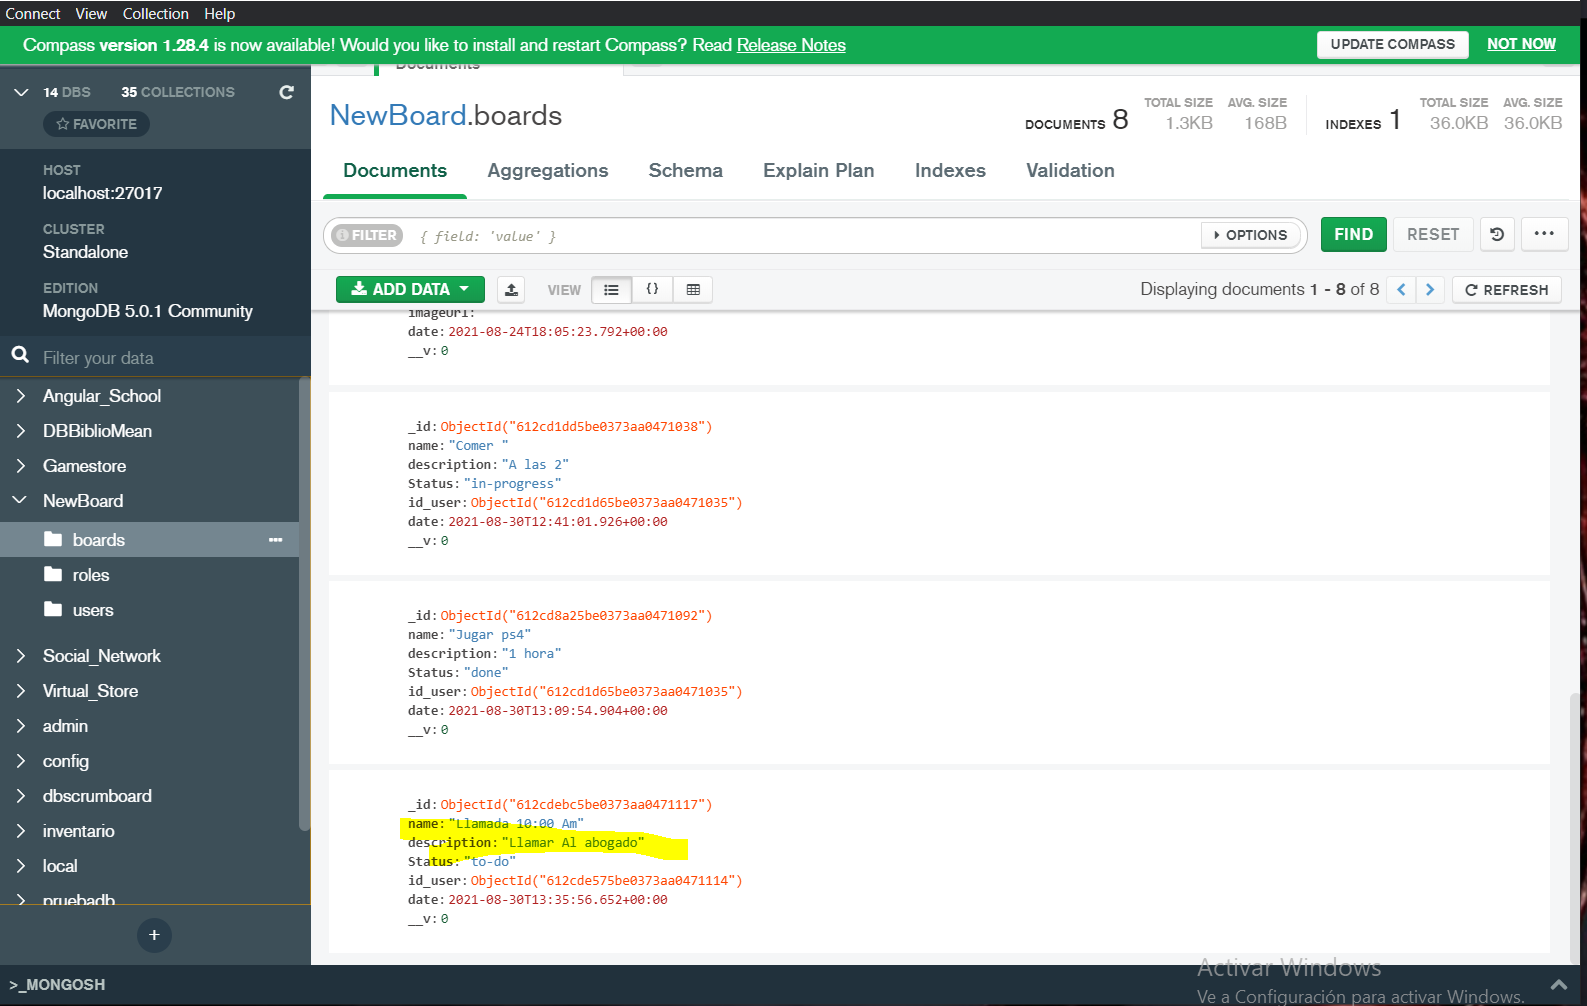 Connect View Collection Help
Compass version 1.28.4 is now available! Would you like to install and restart Compass? Read Release Notes
UPDATE COMPASS
NOT NOW
14 DBS 35 COLLECTIONS
FAVORITE
HOST
localhost:27017
CLUSTER
Standalone
EDITION
MongoDB 5.0.1 Community
Filter your data
Angular_School
DBBiblioMean
Gamestore
NewBoard
boards
roles
users
Social_Network
Virtual_Store
admin
config
dbscrumboard
inventario
local
pruebadb
+
>_MONGOSH
Documents
NewBoard.boards
DOCUMENTS 8
TOTAL SIZE 1.3KB
AVG. SIZE 168B
INDEXES 1
TOTAL SIZE 36.0KB
AVG. SIZE 36.0KB
Documents Aggregations Schema Explain Plan Indexes Validation
FILTER { field: 'value' }
OPTIONS
FIND
RESET
ADD DATA
VIEW
{}
Displaying documents 1 - 8 of 8
REFRESH
imageUrl:
date: 2021-08-24T18:05:23.792+00:00
__v: 0
_id: ObjectId("612cd1dd5be0373aa0471038")
name: "Comer "
description: "A las 2"
Status: "in-progress"
id_user: ObjectId("612cd1d65be0373aa0471035")
date: 2021-08-30T12:41:01.926+00:00
__v: 0
_id: ObjectId("612cd8a25be0373aa0471092")
name: "Jugar ps4"
description: "1 hora"
Status: "done"
id_user: ObjectId("612cd1d65be0373aa0471035")
date: 2021-08-30T13:09:54.904+00:00
__v: 0
_id: ObjectId("612cdebc5be0373aa0471117")
name: "Llamada 10:00 Am"
description: "Llamar Al abogado"
Status: "to-do"
id_user: ObjectId("612cde575be0373aa0471114")
date: 2021-08-30T13:35:56.652+00:00
__v: 0
Activar Windows
Ve a Configuración para activar Windows.